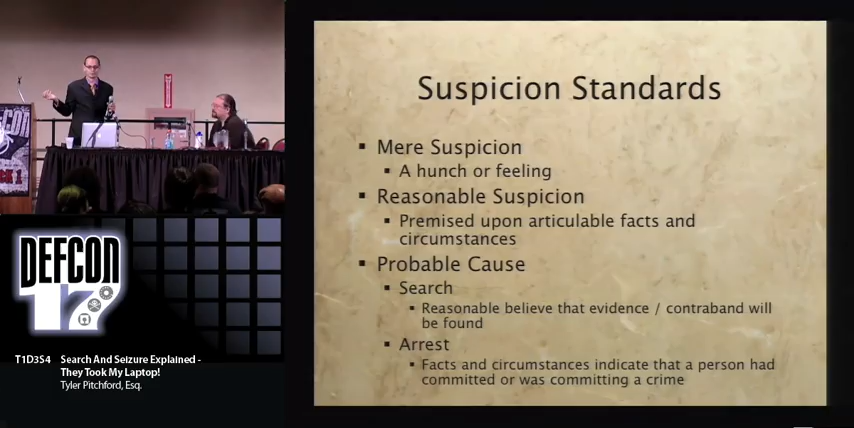 Suspicion Standards
Mere Suspicion
A hunch or feeling
Reasonable Suspicion
Premised upon articulable facts and
circumstances
Probable Cause
Search
Reasonable believe that evidence / contraband will
be found
Arrest
Facts and circumstances indicate that a person had
committed or was committing a crime
DEFCON
DEFCON
17
T1D3S4 Search And Seizure Explained -
They Took My Laptop!
Tyler Pitchford, Esq.